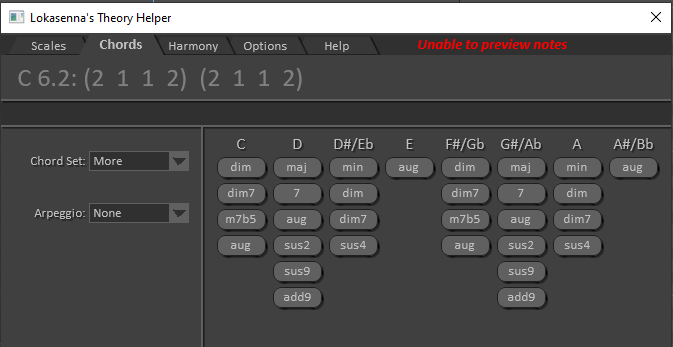 Lokasenna's Theory Helper
Scales Chords Harmony Options Help Unable to preview notes
C 6.2: (2 1 1 2) (2 1 1 2)
C D D#/Eb E F#/Gb G#/Ab A A#/Bb
Chord Set: More
dim maj min aug dim maj min aug
dim7 7 dim dim7 7 dim
Arpeggio: None
m7b5 aug dim7 m7b5 aug dim7
aug sus2 sus4 aug sus2 sus4
sus9 sus9
add9 add9